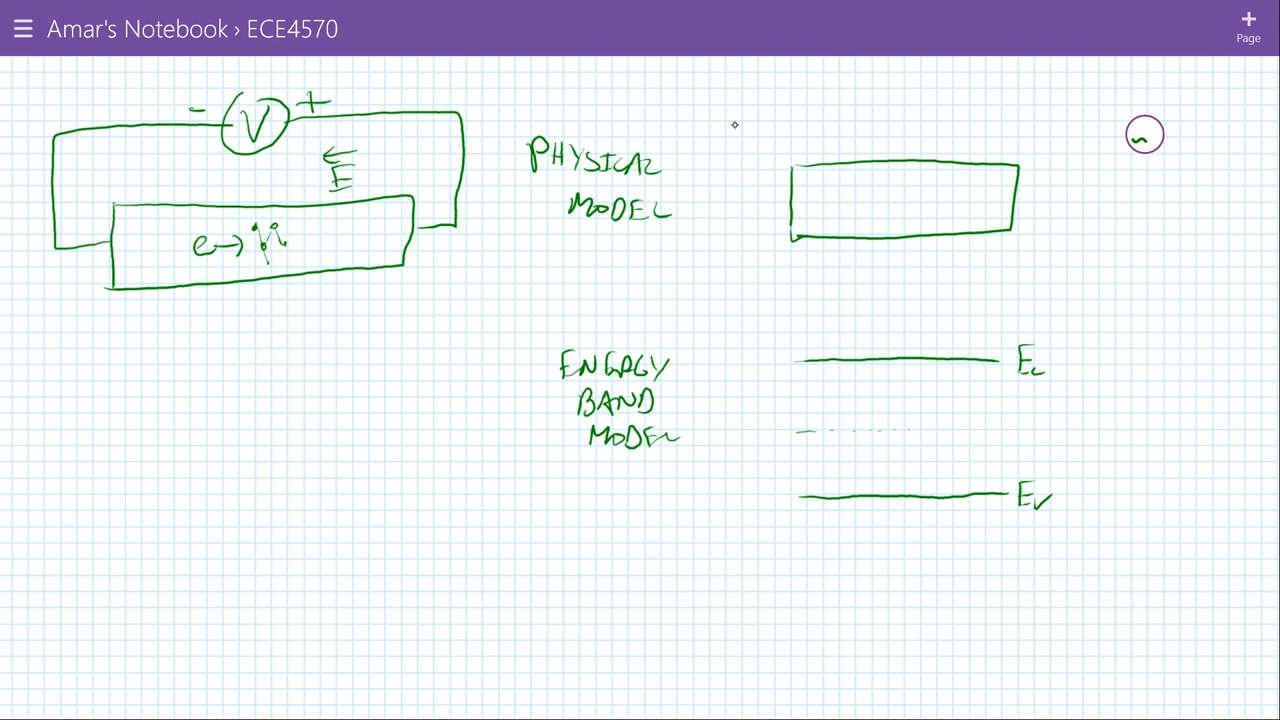 Amar's Notebook › ECE4570
Page
- V +
E
e→
PHYSICAL
MODEL
ENERGY
BAND
MODEL
Ec
Ev